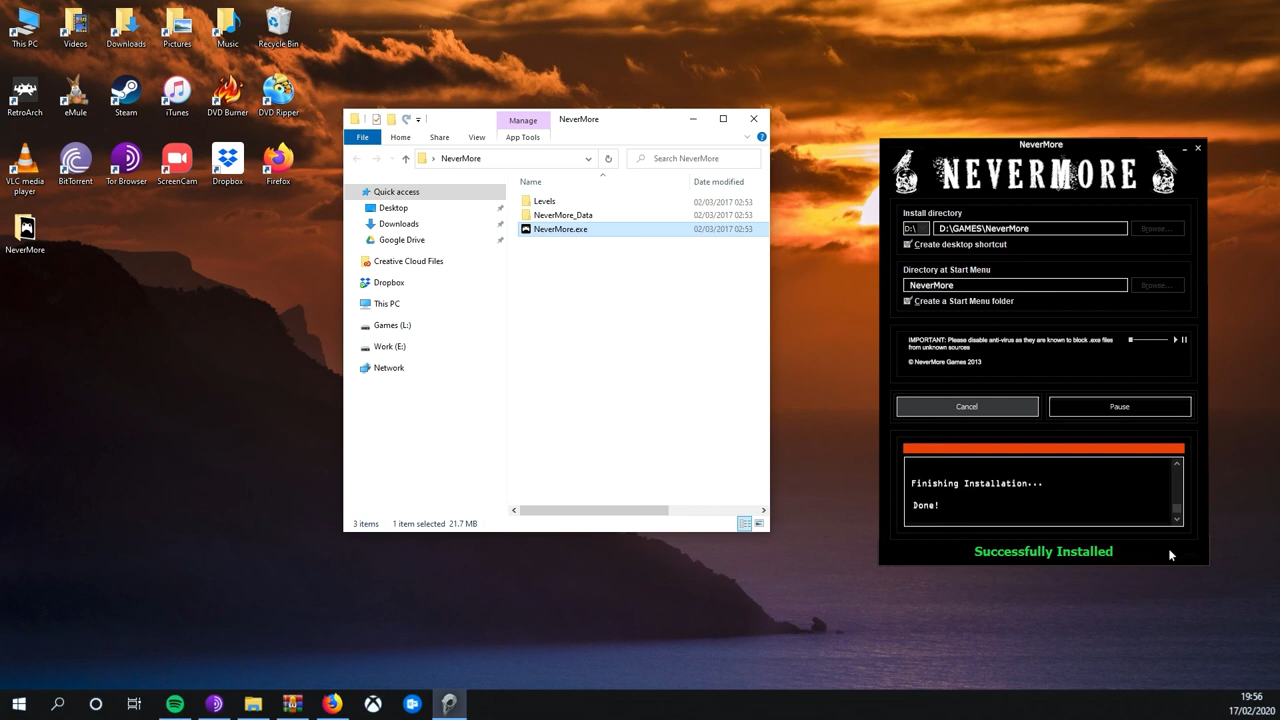 This PC
Videos
Downloads
Pictures
Music
Recycle Bin
RetroArch
eMule
Steam
iTunes
DVD Burner
DVD Ripper
VLC media
player
BitTorrent
Tor Browser
ScreenCam
Dropbox
Firefox
NeverMore
Manage
NeverMore
File
Home
Share
View
App Tools
NeverMore
Search NeverMore
Quick access
Desktop
Downloads
Google Drive
Creative Cloud Files
Dropbox
This PC
Games (L:)
Work (E:)
Network
Name
Date modified
Levels
02/03/2017 02:53
NeverMore_Data
02/03/2017 02:53
NeverMore.exe
02/03/2017 02:53
3 items
1 item selected 21.7 MB
NeverMore
NEVERMORE
Install directory
D:\
D:\GAMES\NeverMore
Browse...
Create desktop shortcut
Directory at Start Menu
NeverMore
Browse...
Create a Start Menu folder
IMPORTANT: Please disable anti-virus as they are known to block .exe files
from unknown sources
© NeverMore Games 2013
Cancel
Pause
Finishing Installation...
Done!
Successfully Installed
19:56
17/02/2020